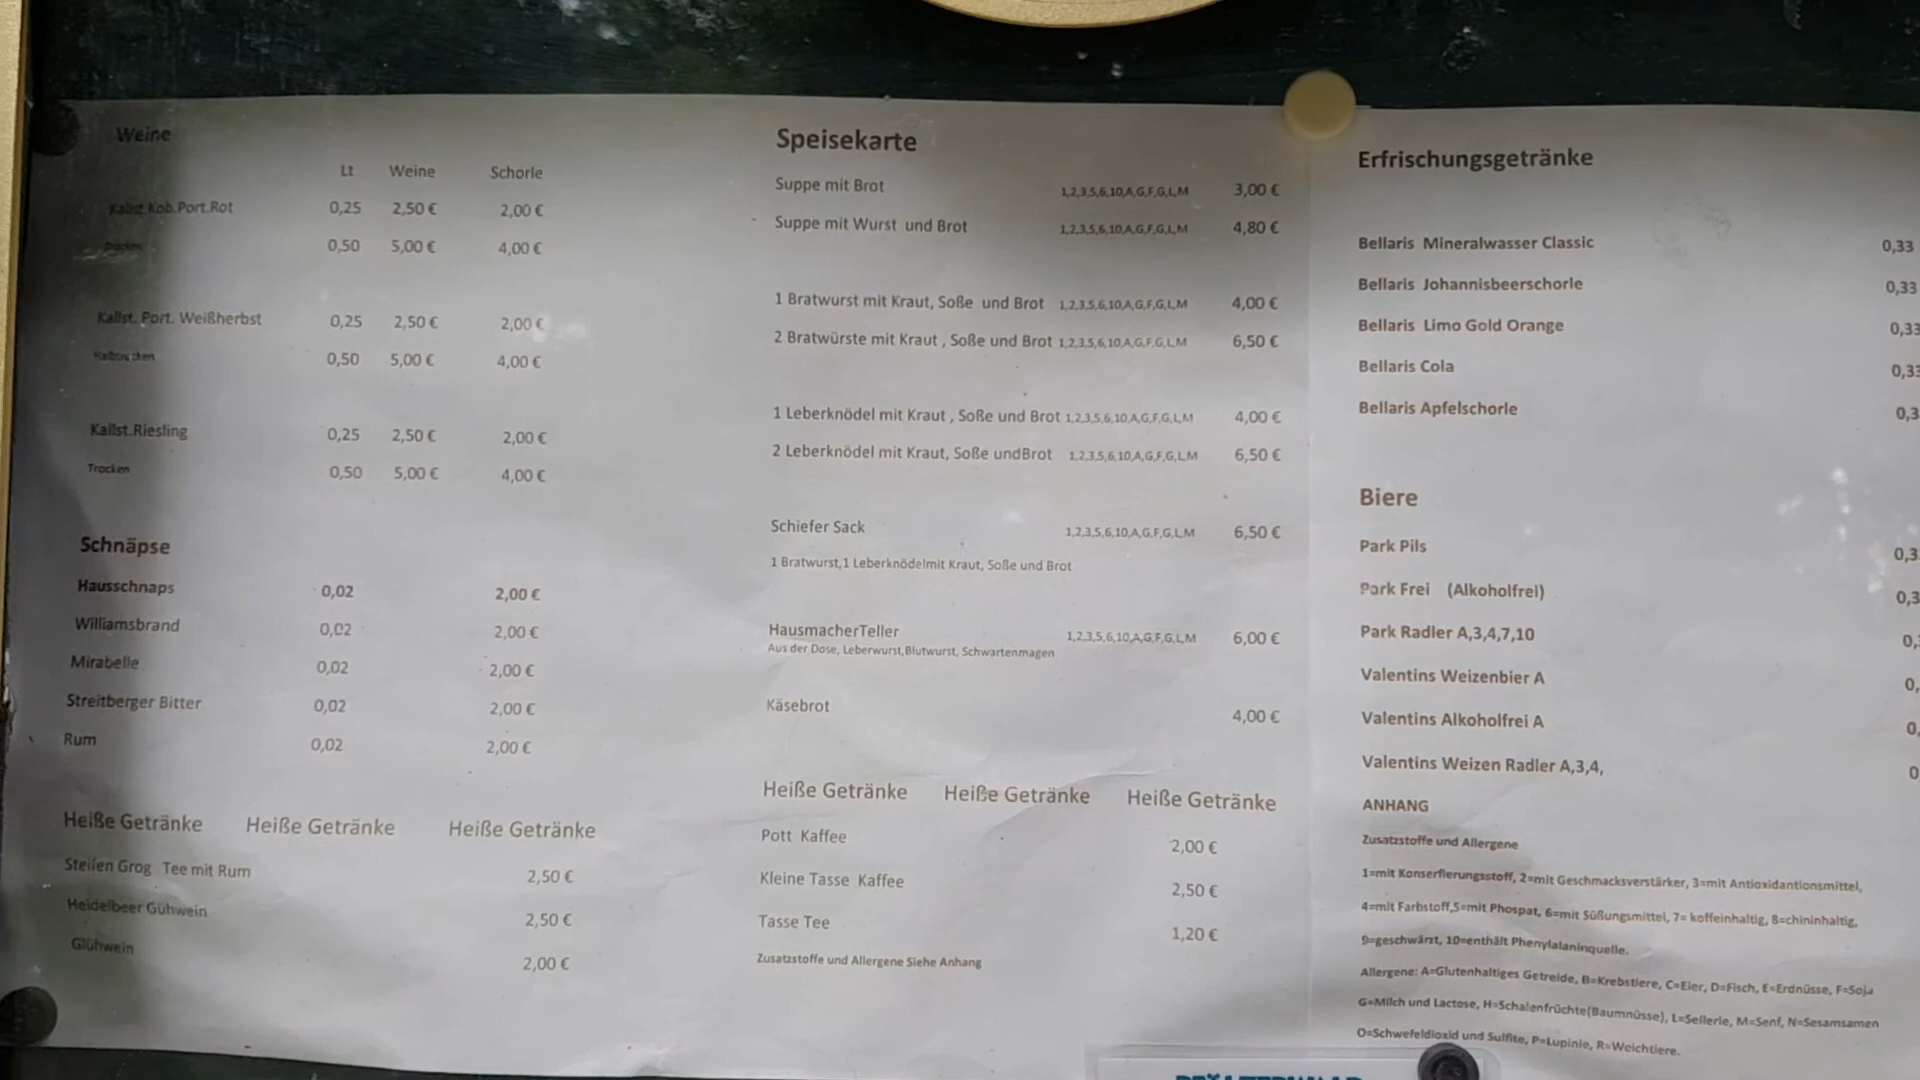 Weine
Lt Weine Schorle
Kallst.Kob.Port.Rot 0,25 2,50 € 2,00 €
Trocken 0,50 5,00 € 4,00 €
Kallst. Port. Weißherbst 0,25 2,50 € 2,00 €
Halbtrocken 0,50 5,00 € 4,00 €
Kallst.Riesling 0,25 2,50 € 2,00 €
Trocken 0,50 5,00 € 4,00 €
Schnäpse
Hausschnaps 0,02 2,00 €
Williamsbrand 0,02 2,00 €
Mirabelle 0,02 2,00 €
Streitberger Bitter 0,02 2,00 €
Rum 0,02 2,00 €
Heiße Getränke Heiße Getränke Heiße Getränke
Steifen Grog Tee mit Rum 2,50 €
Heidelbeer Gühwein 2,50 €
Glühwein 2,00 €
Speisekarte
Suppe mit Brot 1,2,3,5,6,10,A,G,F,G,L,M 3,00 €
Suppe mit Wurst und Brot 1,2,3,5,6,10,A,G,F,G,L,M 4,80 €
1 Bratwurst mit Kraut, Soße und Brot 1,2,3,5,6,10,A,G,F,G,L,M 4,00 €
2 Bratwürste mit Kraut , Soße und Brot 1,2,3,5,6,10,A,G,F,G,L,M 6,50 €
1 Leberknödel mit Kraut , Soße und Brot 1,2,3,5,6,10,A,G,F,G,L,M 4,00 €
2 Leberknödel mit Kraut, Soße undBrot 1,2,3,5,6,10,A,G,F,G,L,M 6,50 €
Schiefer Sack 1,2,3,5,6,10,A,G,F,G,L,M 6,50 €
1 Bratwurst,1 Leberknödelmit Kraut, Soße und Brot
HausmacherTeller 1,2,3,5,6,10,A,G,F,G,L,M 6,00 €
Aus der Dose, Leberwurst,Blutwurst, Schwartenmagen
Käsebrot 4,00 €
Heiße Getränke Heiße Getränke Heiße Getränke
Pott Kaffee 2,00 €
Kleine Tasse Kaffee 2,50 €
Tasse Tee 1,20 €
Zusatzstoffe und Allergene Siehe Anhang
Erfrischungsgetränke
Bellaris Mineralwasser Classic 0,33
Bellaris Johannisbeerschorle 0,33
Bellaris Limo Gold Orange 0,33
Bellaris Cola 0,33
Bellaris Apfelschorle 0,3
Biere
Park Pils 0,3
Park Frei (Alkoholfrei) 0,3
Park Radler A,3,4,7,10 0,
Valentins Weizenbier A 0,
Valentins Alkoholfrei A 0,
Valentins Weizen Radler A,3,4, 0
ANHANG
Zusatzstoffe und Allergene
1=mit Konserfierungsstoff, 2=mit Geschmacksverstärker, 3=mit Antioxidantionsmittel,
4=mit Farbstoff,5=mit Phospat, 6=mit Süßungsmittel, 7= koffeinhaltig, 8=chininhaltig,
9=geschwärzt, 10=enthält Phenylalaninquelle.
Allergene: A=Glutenhaltiges Getreide, B=Krebstiere, C=Eier, D=Fisch, E=Erdnüsse, F=Soja
G=Milch und Lactose, H=Schalenfrüchte(Baumnüsse), L=Sellerie, M=Senf, N=Sesamsamen
O=Schwefeldioxid und Sulfite, P=Lupinie, R=Weichtiere.